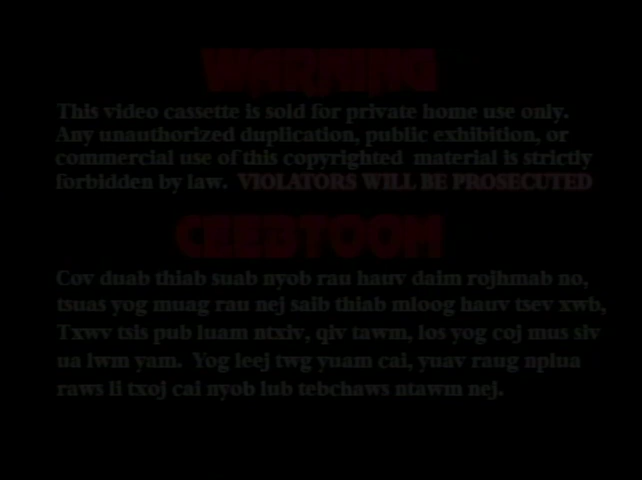 WARNING
This video cassette is sold for private home use only.
Any unauthorized duplication, public exhibition, or
commercial use of this copyrighted material is strictly
forbidden by law. VIOLATORS WILL BE PROSECUTED
CEEBTOOM
Cov duab thiab suab nyob rau hauv daim rojhmab no,
tsuas yog muag rau nej saib thiab mloog hauv tsev xwb,
Txwv tsis pub luam ntxiv, qiv tawm, los yog coj mus siv
ua lwm yam. Yog leej twg yuam cai, yuav raug nplua
raws li txoj cai nyob lub tebchaws ntawm nej.